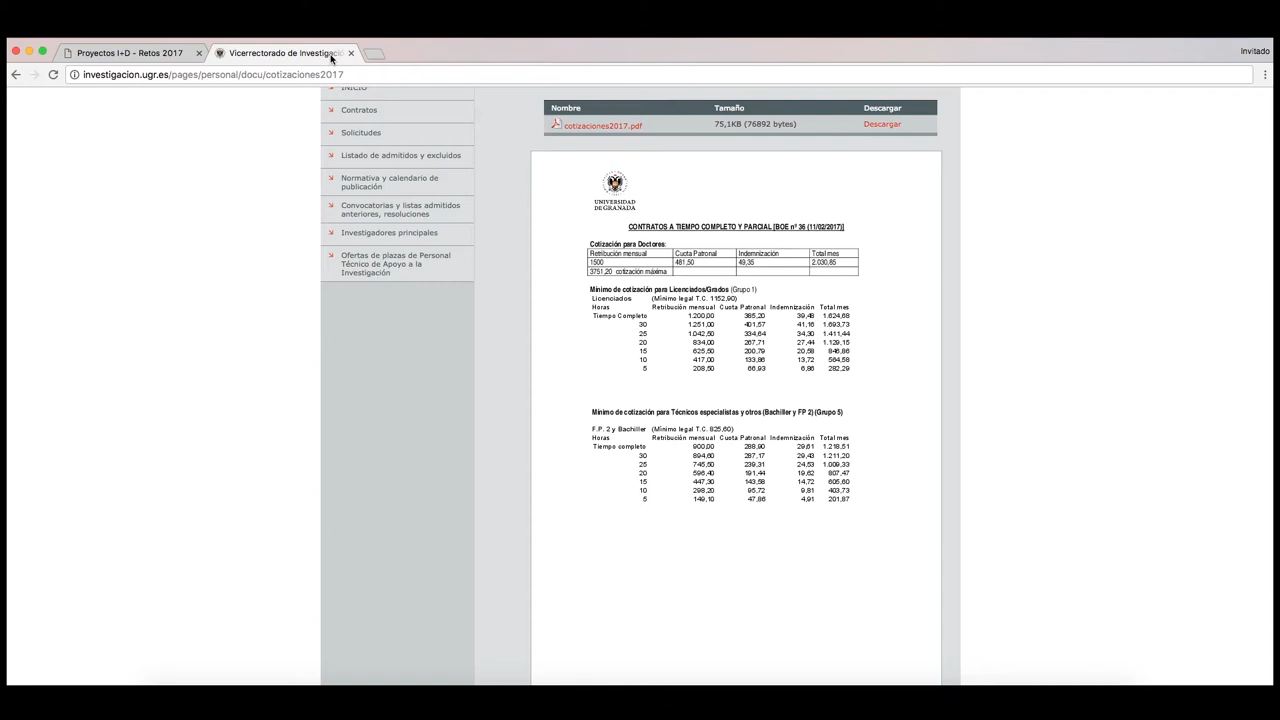 Proyectos I+D - Retos 2017
Vicerrectorado de Investigació
Invitado
investigacion.ugr.es/pages/personal/docu/cotizaciones2017
INICIO
Contratos
Solicitudes
Listado de admitidos y excluidos
Normativa y calendario de
publicación
Convocatorias y listas admitidos
anteriores, resoluciones
Investigadores principales
Ofertas de plazas de Personal
Técnico de Apoyo a la
Investigación
Nombre Tamaño Descargar
cotizaciones2017.pdf 75,1KB (76892 bytes) Descargar
UNIVERSIDAD
DE GRANADA
CONTRATOS A TIEMPO COMPLETO Y PARCIAL [BOE nº 36 (11/02/2017)]
Cotización para Doctores:
Retribución mensual Cuota Patronal Indemnización Total mes
1500 481,50 49,35 2.030,85
3751,20 cotización máxima
Mínimo de cotización para Licenciados/Grados (Grupo 1)
Licenciados (Mínimo legal T.C. 1152,90)
Horas Retribución mensual Cuota Patronal Indemnización Total mes
Tiempo Completo 1.200,00 385,20 39,48 1.624,68
30 1.251,00 401,57 41,16 1.693,73
25 1.042,50 334,64 34,30 1.411,44
20 834,00 267,71 27,44 1.129,15
15 625,50 200,79 20,58 846,86
10 417,00 133,86 13,72 564,58
5 208,50 66,93 6,86 282,29
Mínimo de cotización para Técnicos especialistas y otros (Bachiller y FP 2) (Grupo 5)
F.P. 2 y Bachiller (Mínimo legal T.C. 825,60)
Horas Retribución mensual Cuota Patronal Indemnización Total mes
Tiempo completo 900,00 288,90 29,61 1.218,51
30 894,60 287,17 29,43 1.211,20
25 745,50 239,31 24,53 1.009,33
20 596,40 191,44 19,62 807,47
15 447,30 143,58 14,72 605,60
10 298,20 95,72 9,81 403,73
5 149,10 47,86 4,91 201,87